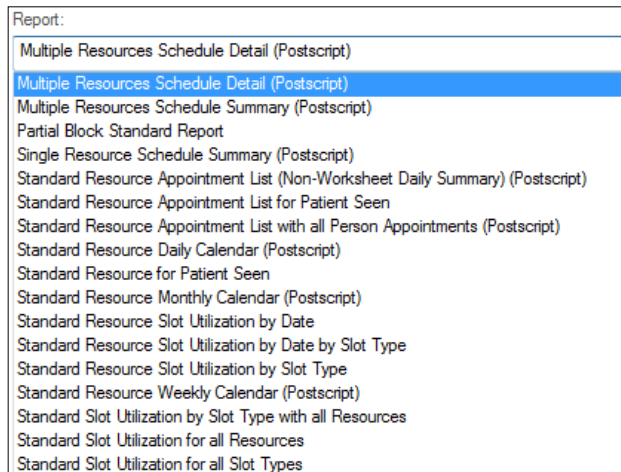 Report:
Multiple Resources Schedule Detail (Postscript)
Multiple Resources Schedule Detail (Postscript)
Multiple Resources Schedule Summary (Postscript)
Partial Block Standard Report
Single Resource Schedule Summary (Postscript)
Standard Resource Appointment List (Non-Worksheet Daily Summary) (Postscript)
Standard Resource Appointment List for Patient Seen
Standard Resource Appointment List with all Person Appointments (Postscript)
Standard Resource Daily Calendar (Postscript)
Standard Resource for Patient Seen
Standard Resource Monthly Calendar (Postscript)
Standard Resource Slot Utilization by Date
Standard Resource Slot Utilization by Date by Slot Type
Standard Resource Slot Utilization by Slot Type
Standard Resource Weekly Calendar (Postscript)
Standard Slot Utilization by Slot Type with all Resources
Standard Slot Utilization for all Resources
Standard Slot Utilization for all Slot Types